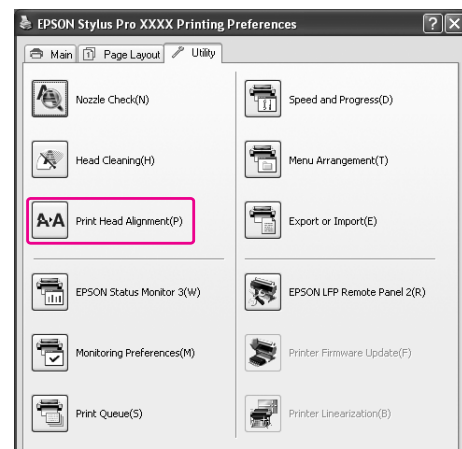 EPSON Stylus Pro XXXX Printing Preferences
Main
Page Layout
Utility
Nozzle Check(N)
Speed and Progress(D)
Head Cleaning(H)
Menu Arrangement(T)
A›A Print Head Alignment(P)
Export or Import(E)
EPSON Status Monitor 3(W)
EPSON LFP Remote Panel 2(R)
Monitoring Preferences(M)
Printer Firmware Update(F)
Print Queue(S)
Printer Linearization(B)